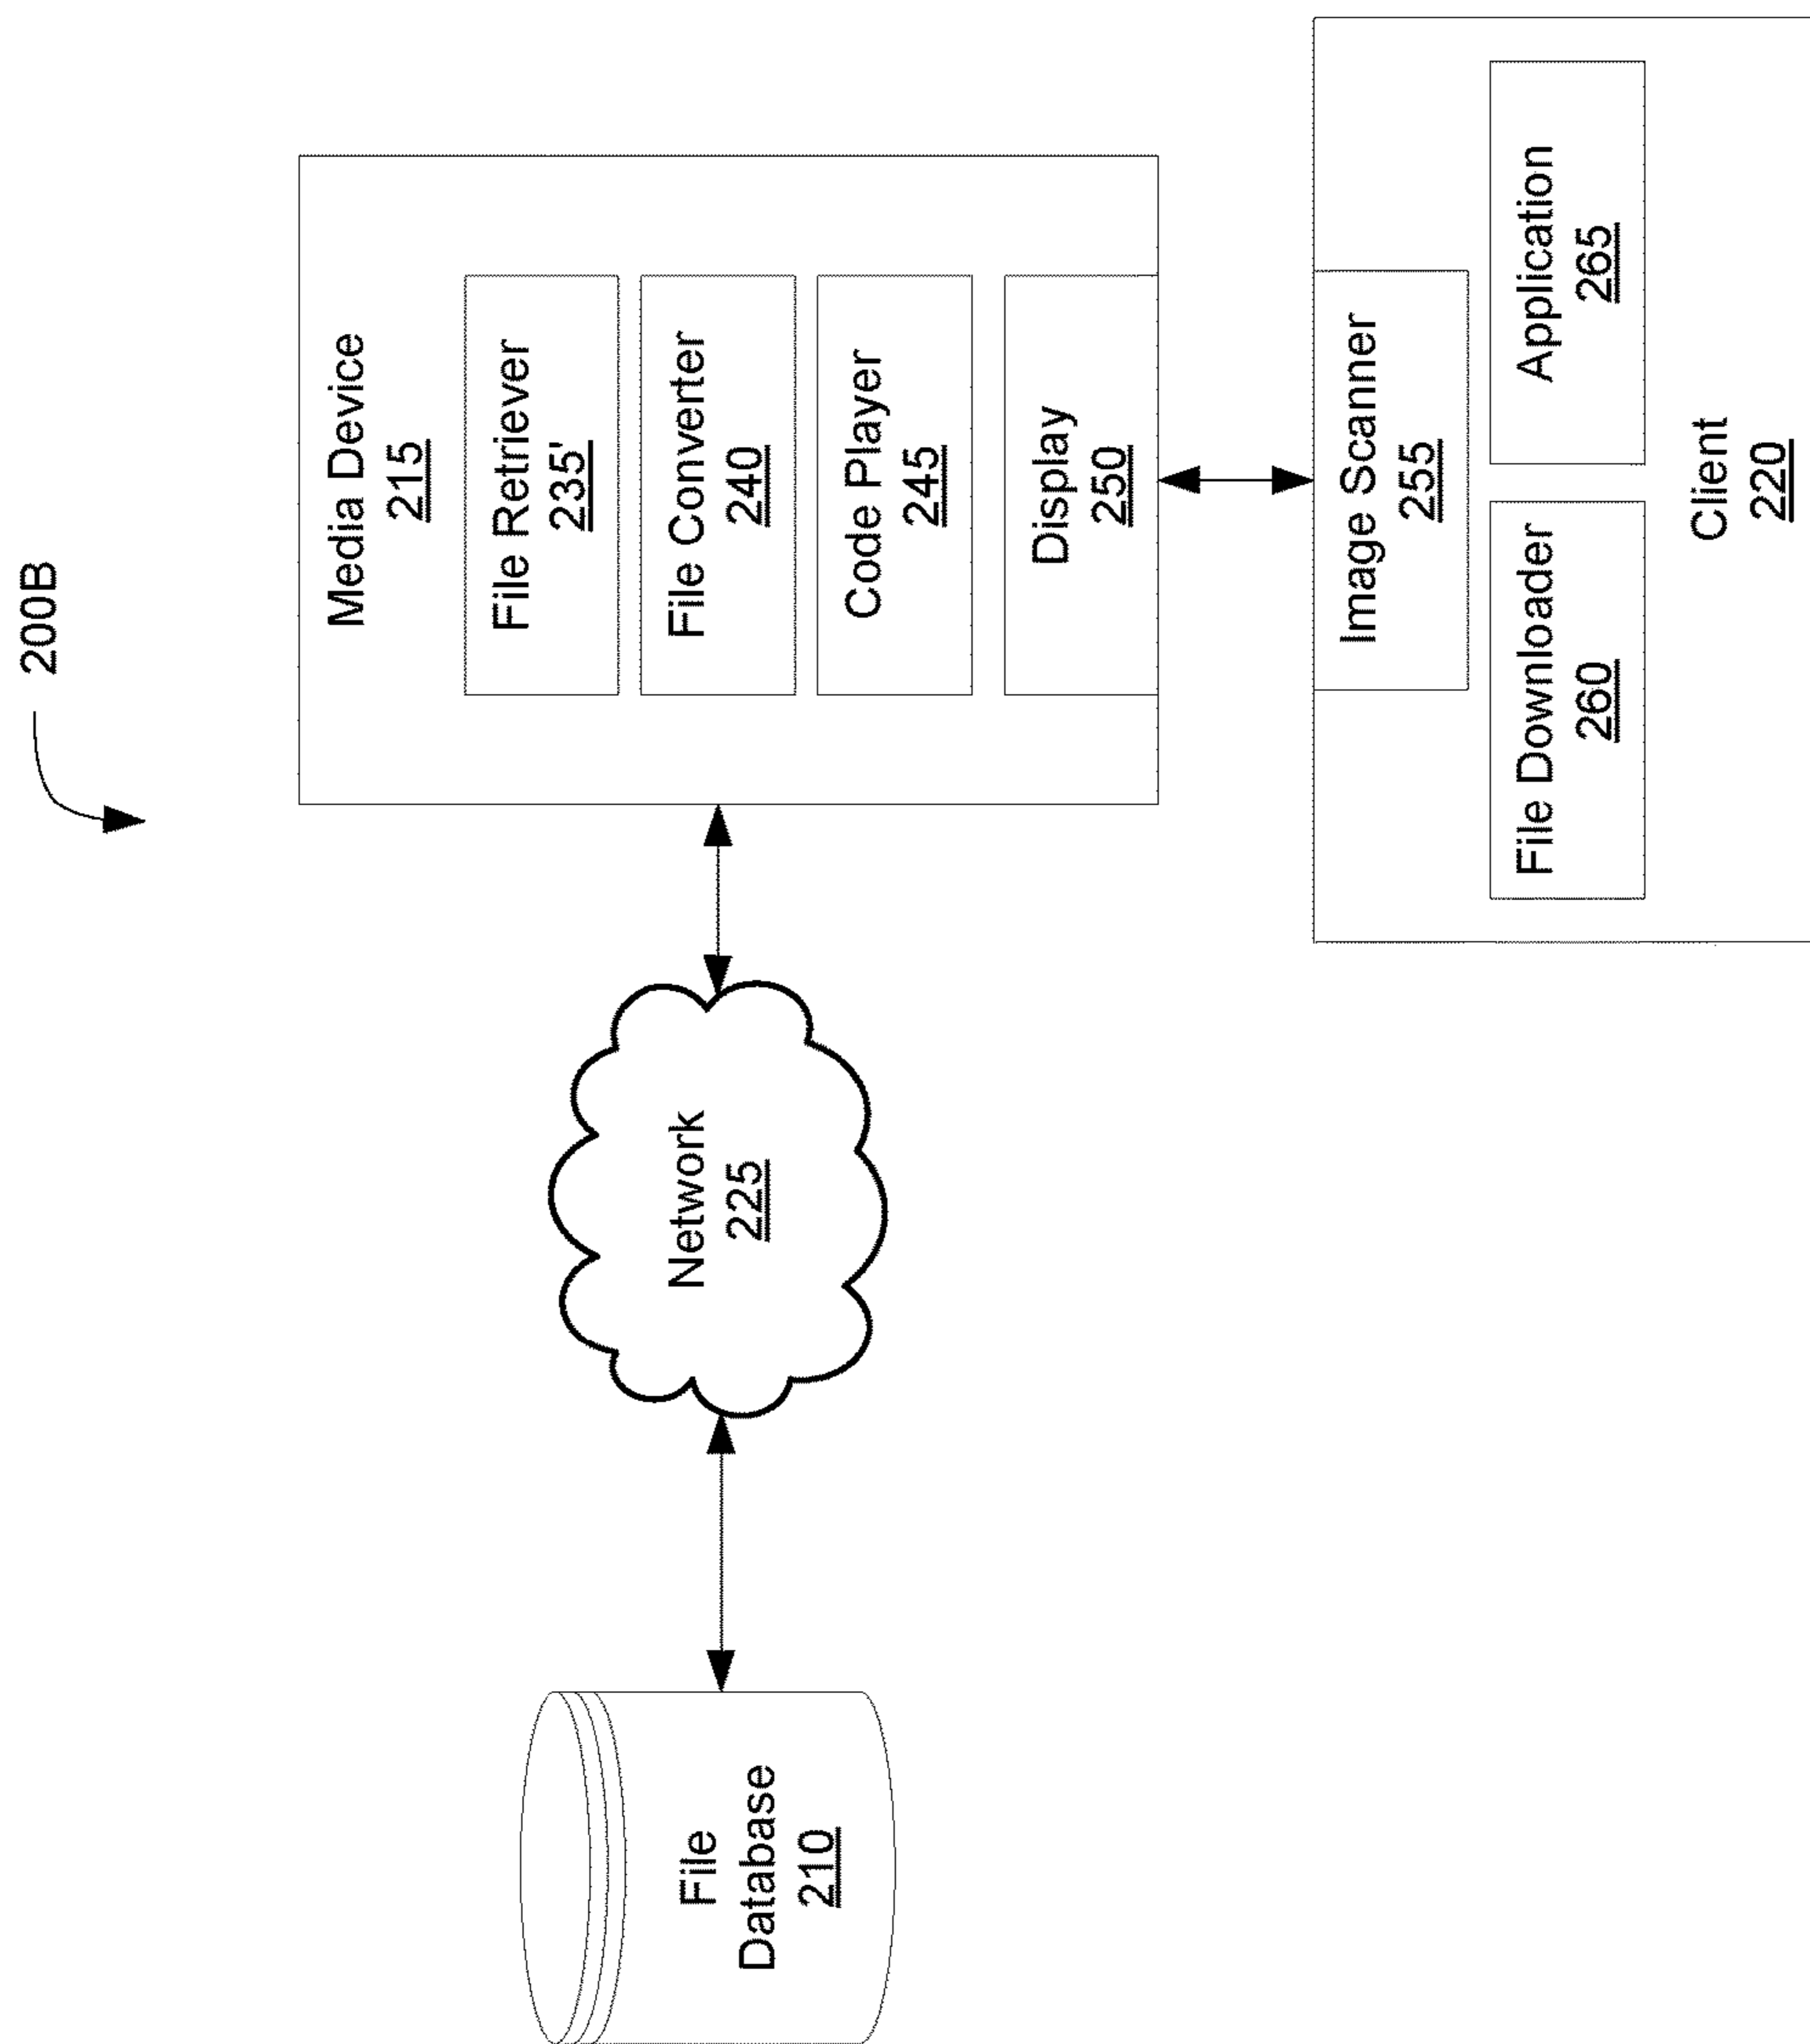 200B
Media Device
215
File Retriever
235'
File Converter
240
Code Player
245
Display
250
Network
225
File
Database
210
Image Scanner
255
File Downloader
260
Application
265
Client
220